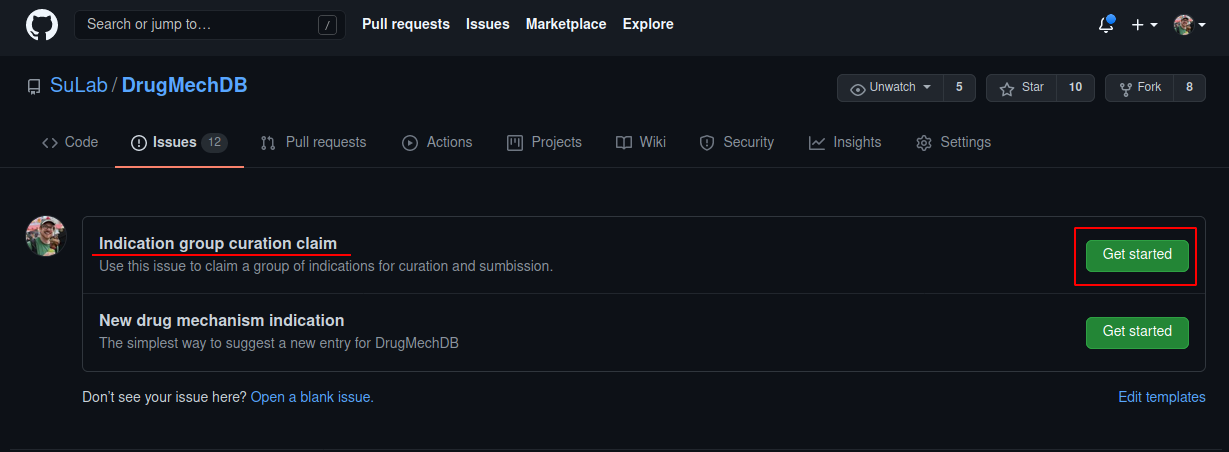 Search or jump to… / Pull requests Issues Marketplace Explore
SuLab / DrugMechDB Unwatch 5 Star 10 Fork 8
Code Issues 12 Pull requests Actions Projects Wiki Security Insights Settings
Indication group curation claim Get started
Use this issue to claim a group of indications for curation and sumbission.
New drug mechanism indication Get started
The simplest way to suggest a new entry for DrugMechDB
Don't see your issue here? Open a blank issue. Edit templates